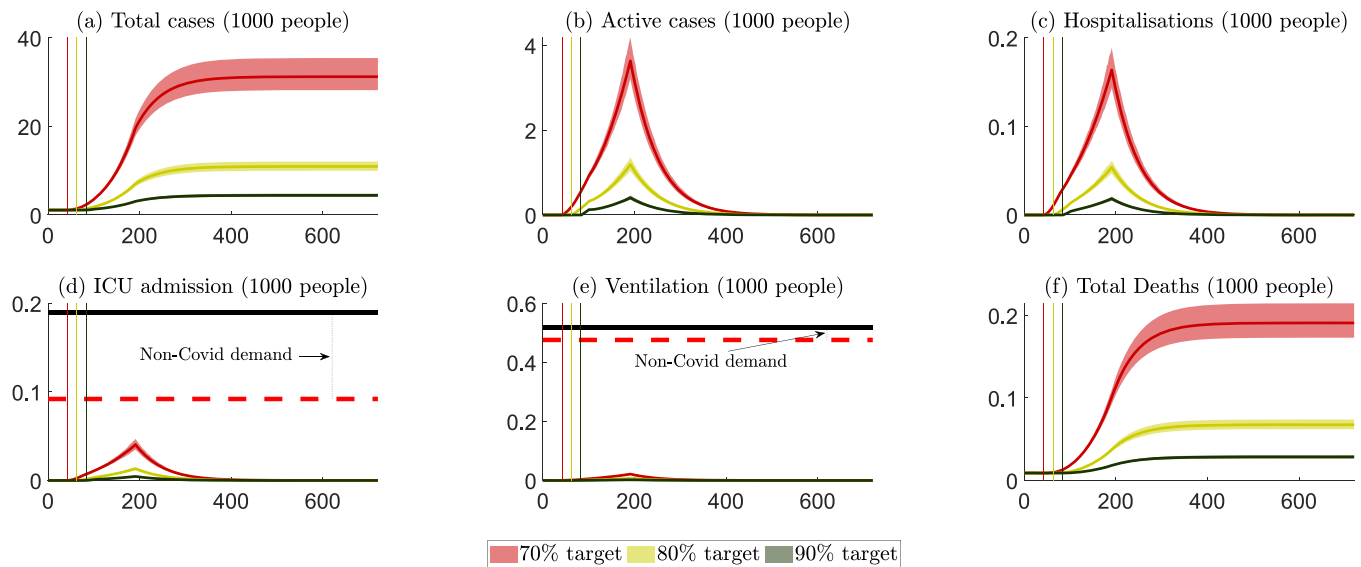 (a) Total cases (1000 people)
40
20
0
0 200 400 600
(b) Active cases (1000 people)
4
2
0
0 200 400 600
(c) Hospitalisations (1000 people)
0.2
0.1
0
0 200 400 600
(d) ICU admission (1000 people)
0.2
Non-Covid demand
0.1
0
0 200 400 600
(e) Ventilation (1000 people)
0.6
0.4
Non-Covid demand
0.2
0
0 200 400 600
(f) Total Deaths (1000 people)
0.2
0.1
0
0 200 400 600
70% target 80% target 90% target